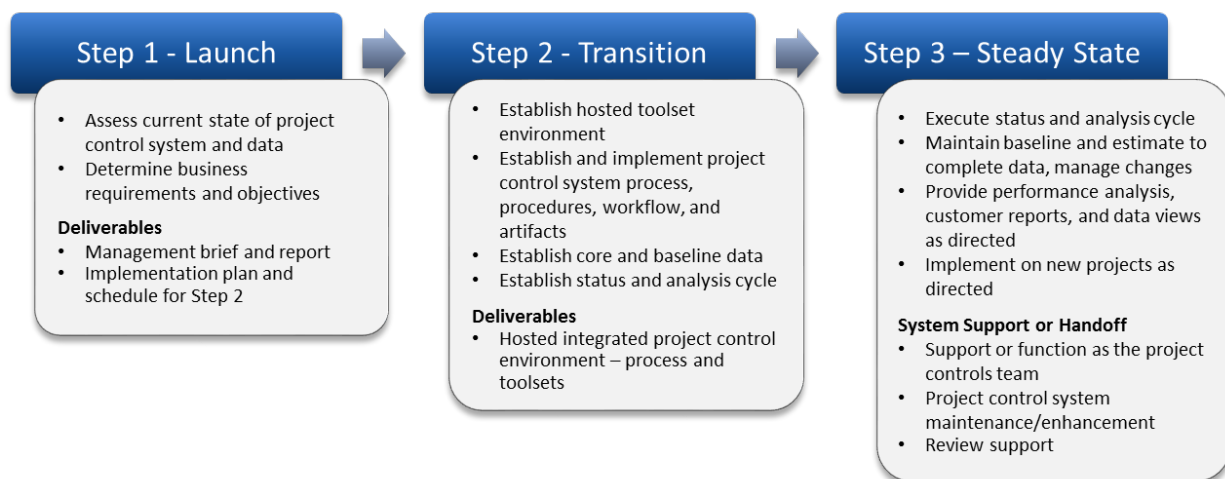 Step 1 - Launch
• Assess current state of project
control system and data
• Determine business
requirements and objectives
Deliverables
• Management brief and report
• Implementation plan and
schedule for Step 2
Step 2 - Transition
• Establish hosted toolset
environment
• Establish and implement project
control system process,
procedures, workflow, and
artifacts
• Establish core and baseline data
• Establish status and analysis cycle
Deliverables
• Hosted integrated project control
environment – process and
toolsets
Step 3 – Steady State
• Execute status and analysis cycle
• Maintain baseline and estimate to
complete data, manage changes
• Provide performance analysis,
customer reports, and data views
as directed
• Implement on new projects as
directed
System Support or Handoff
• Support or function as the project
controls team
• Project control system
maintenance/enhancement
• Review support